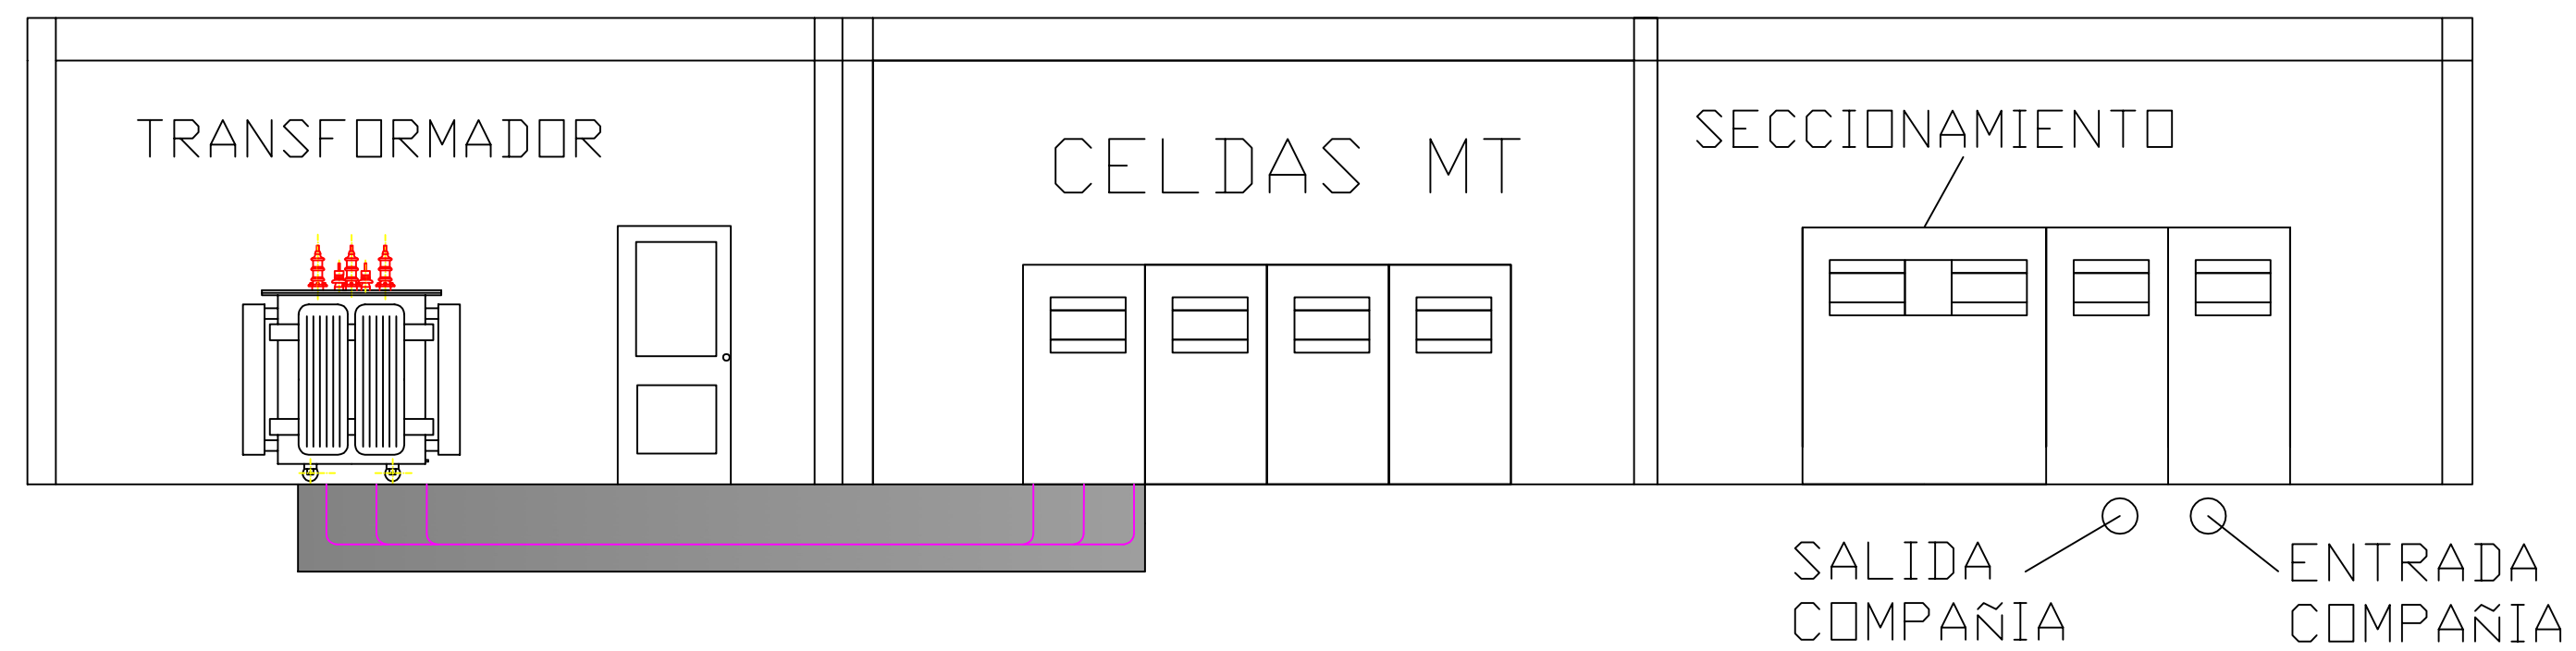 TRANSFORMADOR
CELDAS MT
SECCIONAMIENTO
SALIDA
COMPAÑIA
ENTRADA
COMPAÑIA